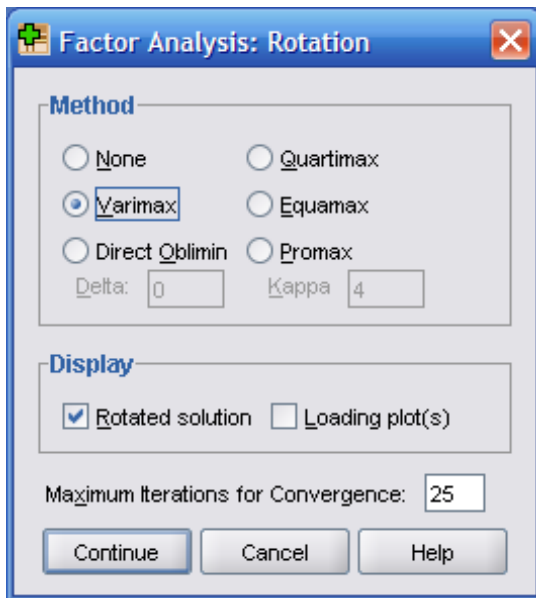 Factor Analysis: Rotation
Method
None Quartimax
Varimax Equamax
Direct Oblimin Promax
Delta: 0 Kappa 4
Display
Rotated solution Loading plot(s)
Maximum Iterations for Convergence: 25
Continue Cancel Help